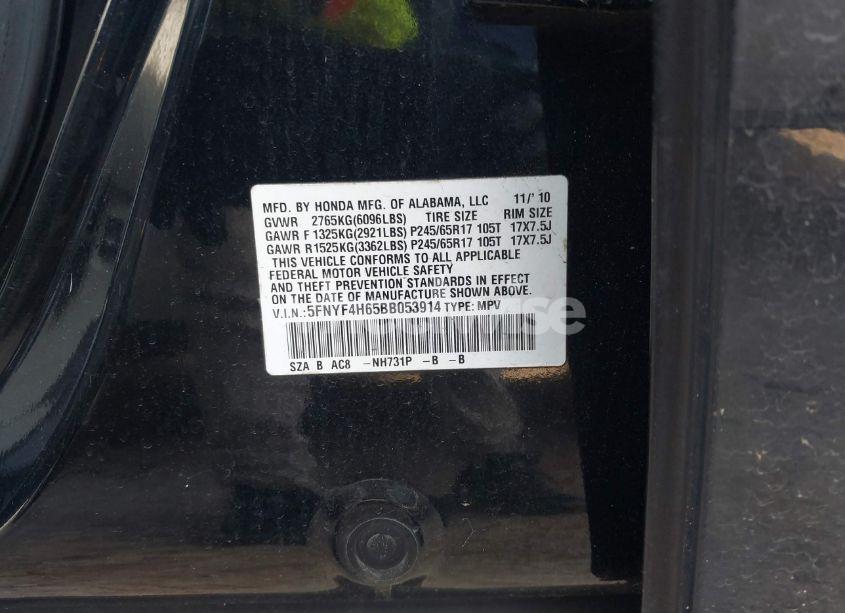 MFD. BY HONDA MFG. OF ALABAMA, LLC 11/'10
GVWR 2765KG(6096LBS) TIRE SIZE RIM SIZE
GAWR F 1325KG(2921LBS) P245/65R17 105T 17X7.5J
GAWR R 1525KG(3362LBS) P245/65R17 105T 17X7.5J
THIS VEHICLE CONFORMS TO ALL APPLICABLE
FEDERAL MOTOR VEHICLE SAFETY
AND THEFT PREVENTION STANDARDS IN EFFECT
ON THE DATE OF MANUFACTURE SHOWN ABOVE.
V.I.N.:5FNYF4H65BB053914 TYPE: MPV
SZA B AC8 -NH731P -B -B